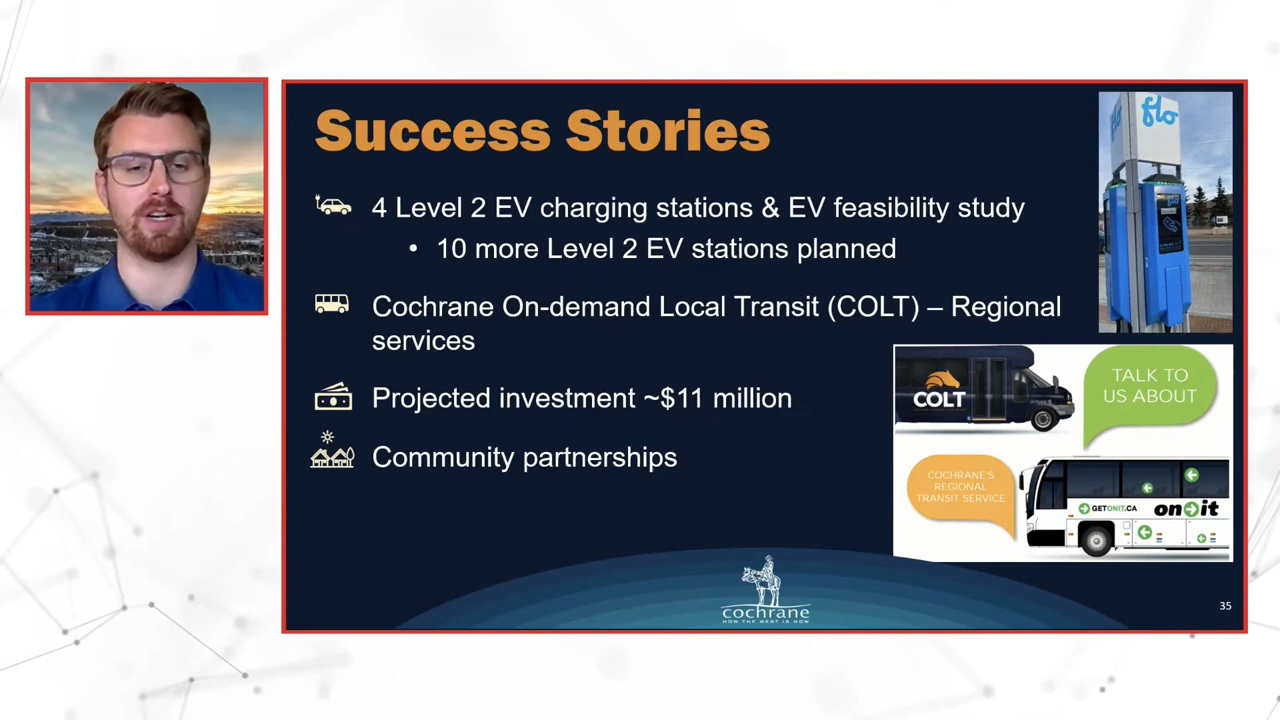 Success Stories
flo
4 Level 2 EV charging stations & EV feasibility study
• 10 more Level 2 EV stations planned
Cochrane On-demand Local Transit (COLT) – Regional
services
Projected investment ~$11 million
Community partnerships
COLT
TALK TO
US ABOUT
COCHRANE'S
REGIONAL
TRANSIT SERVICE
GETONIT.CA
onit
cochrane
HOW THE WEST IS NOW
35